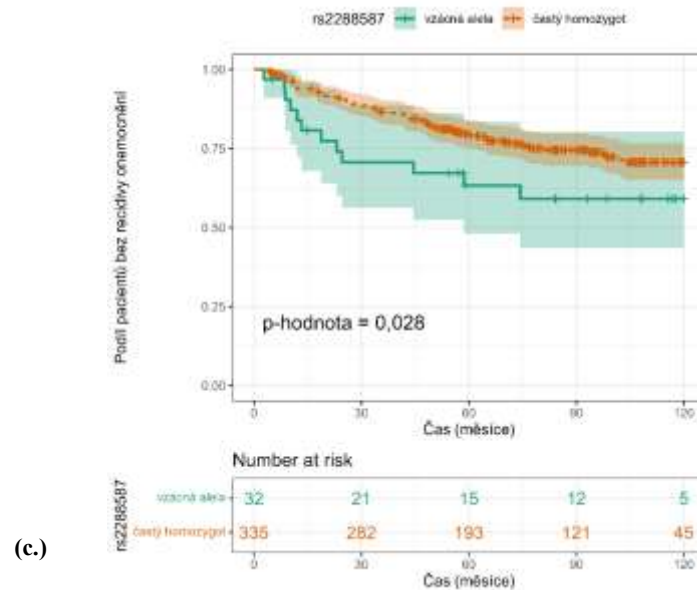 rs2288587 vzácná alela častý homozygot
Podíl pacientů bez recidivy onemocnění
1.00
0.75
0.50
0.25
0.00
p-hodnota = 0,028
0 30 60 90 120
Čas (měsíce)
Number at risk
rs2288587
vzácná alela 32 21 15 12 5
častý homozygot 335 282 193 121 45
0 30 60 90 120
Čas (měsíce)
(c.)